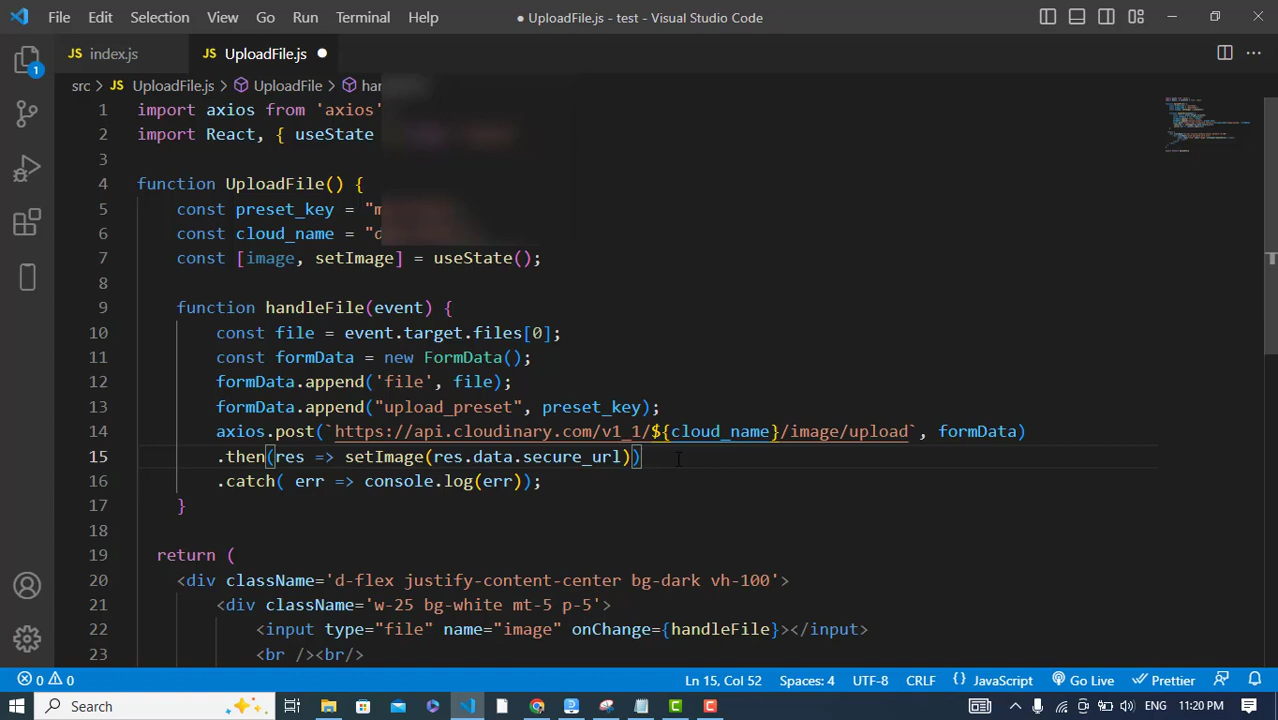 File Edit Selection View Go Run Terminal Help
● UploadFile.js - test - Visual Studio Code
JS index.js
JS UploadFile.js ●
src > JS UploadFile.js > UploadFile >
1 import axios from 'axios'
2 import React, { useState
3
4 function UploadFile() {
5 const preset_key = "
6 const cloud_name = "
7 const [image, setImage] = useState();
8
9 function handleFile(event) {
10 const file = event.target.files[0];
11 const formData = new FormData();
12 formData.append('file', file);
13 formData.append("upload_preset", preset_key);
14 axios.post(`https://api.cloudinary.com/v1_1/${cloud_name}/image/upload`, formData)
15 .then(res => setImage(res.data.secure_url))
16 .catch( err => console.log(err));
17 }
18
19 return (
20 <div className='d-flex justify-content-center bg-dark vh-100'>
21 <div className='w-25 bg-white mt-5 p-5'>
22 <input type="file" name="image" onChange={handleFile}></input>
23 <br /><br/>
1
0 0 Ln 15, Col 52 Spaces: 4 UTF-8 CRLF {} JavaScript Go Live Prettier
Search
ENG 11:20 PM